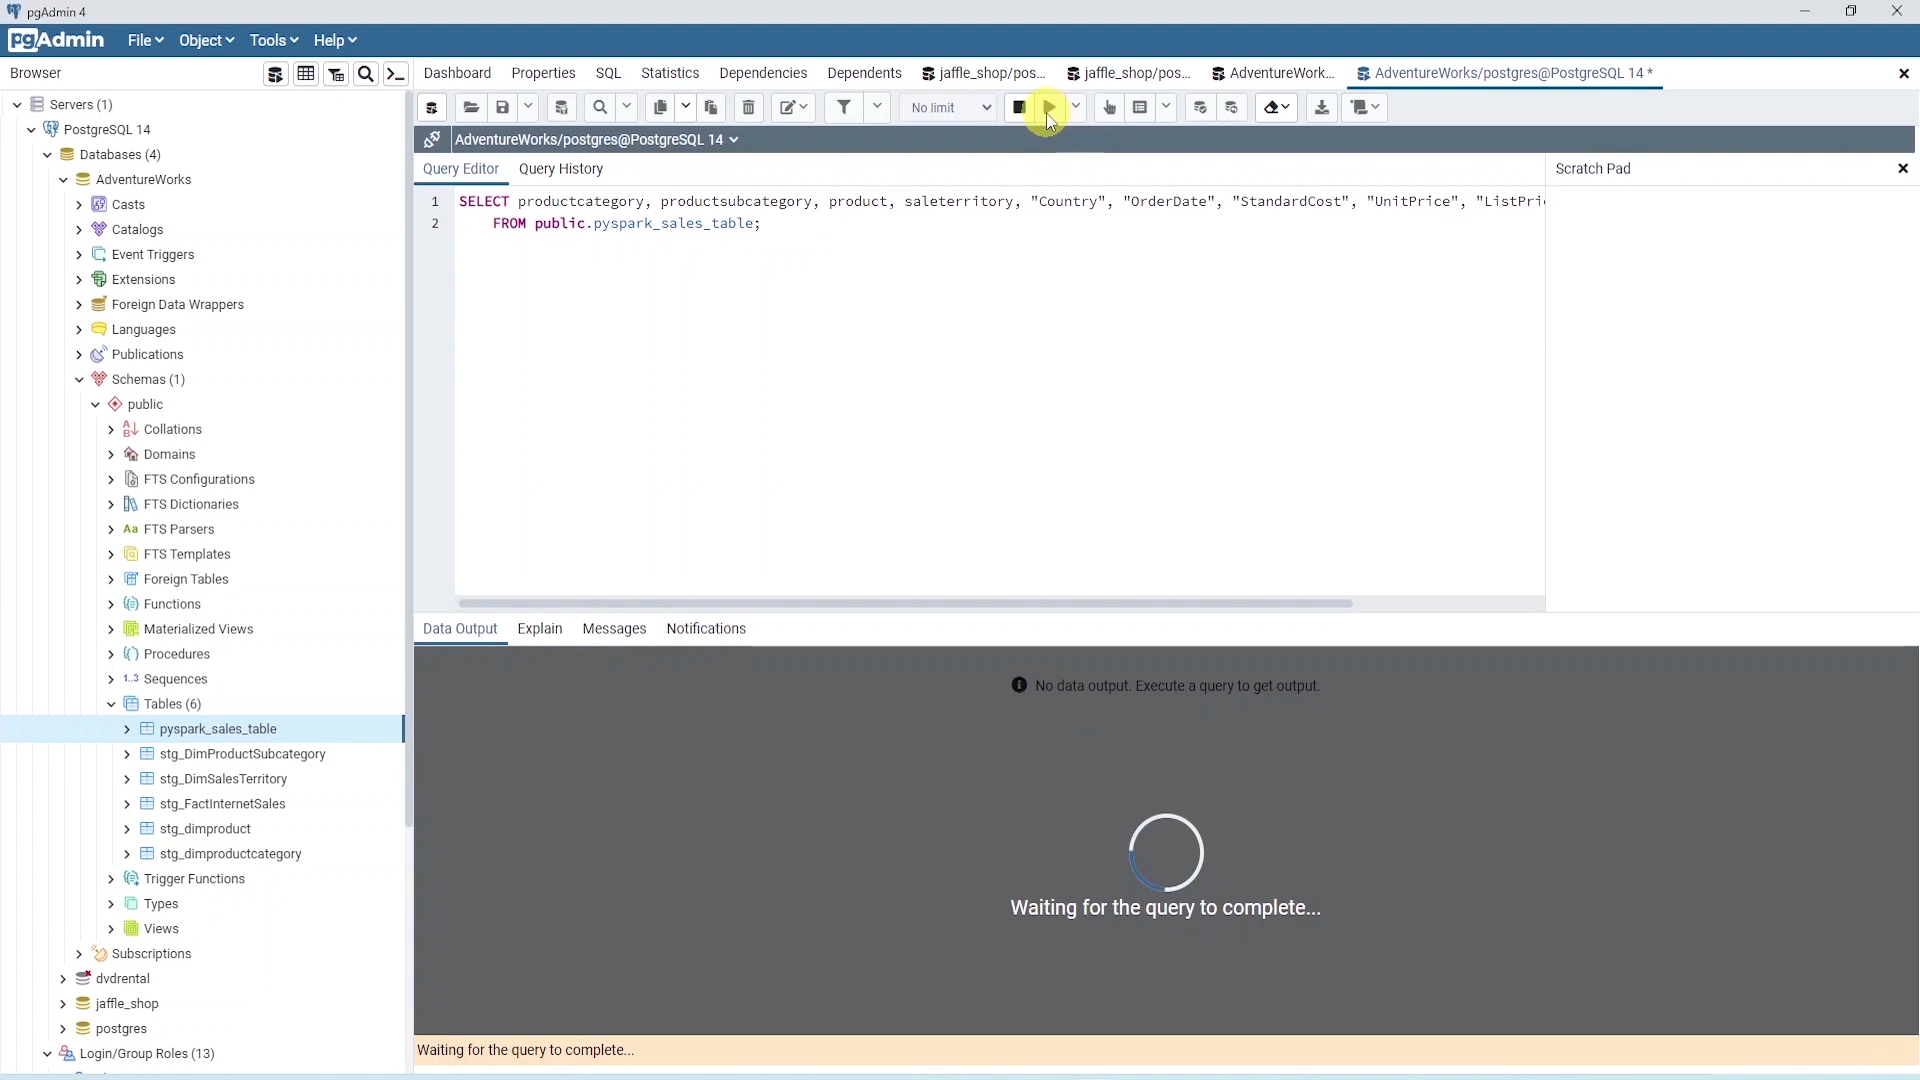 pgAdmin 4
pgAdmin File Object Tools Help
Browser
Dashboard Properties SQL Statistics Dependencies Dependents jaffle_shop/pos... jaffle_shop/pos... AdventureWork... AdventureWorks/postgres@PostgreSQL 14 *
No limit
AdventureWorks/postgres@PostgreSQL 14
Query Editor Query History
Scratch Pad
1 SELECT productcategory, productsubcategory, product, saleterritory, "Country", "OrderDate", "StandardCost", "UnitPrice", "ListPri
2 FROM public.pyspark_sales_table;
Servers (1)
PostgreSQL 14
Databases (4)
AdventureWorks
Casts
Catalogs
Event Triggers
Extensions
Foreign Data Wrappers
Languages
Publications
Schemas (1)
public
Collations
Domains
FTS Configurations
FTS Dictionaries
Aa FTS Parsers
FTS Templates
Foreign Tables
Functions
Materialized Views
Procedures
1..3 Sequences
Tables (6)
pyspark_sales_table
stg_DimProductSubcategory
stg_DimSalesTerritory
stg_FactInternetSales
stg_dimproduct
stg_dimproductcategory
Trigger Functions
Types
Views
Subscriptions
dvdrental
jaffle_shop
postgres
Login/Group Roles (13)
Data Output Explain Messages Notifications
No data output. Execute a query to get output.
Waiting for the query to complete...
Waiting for the query to complete...